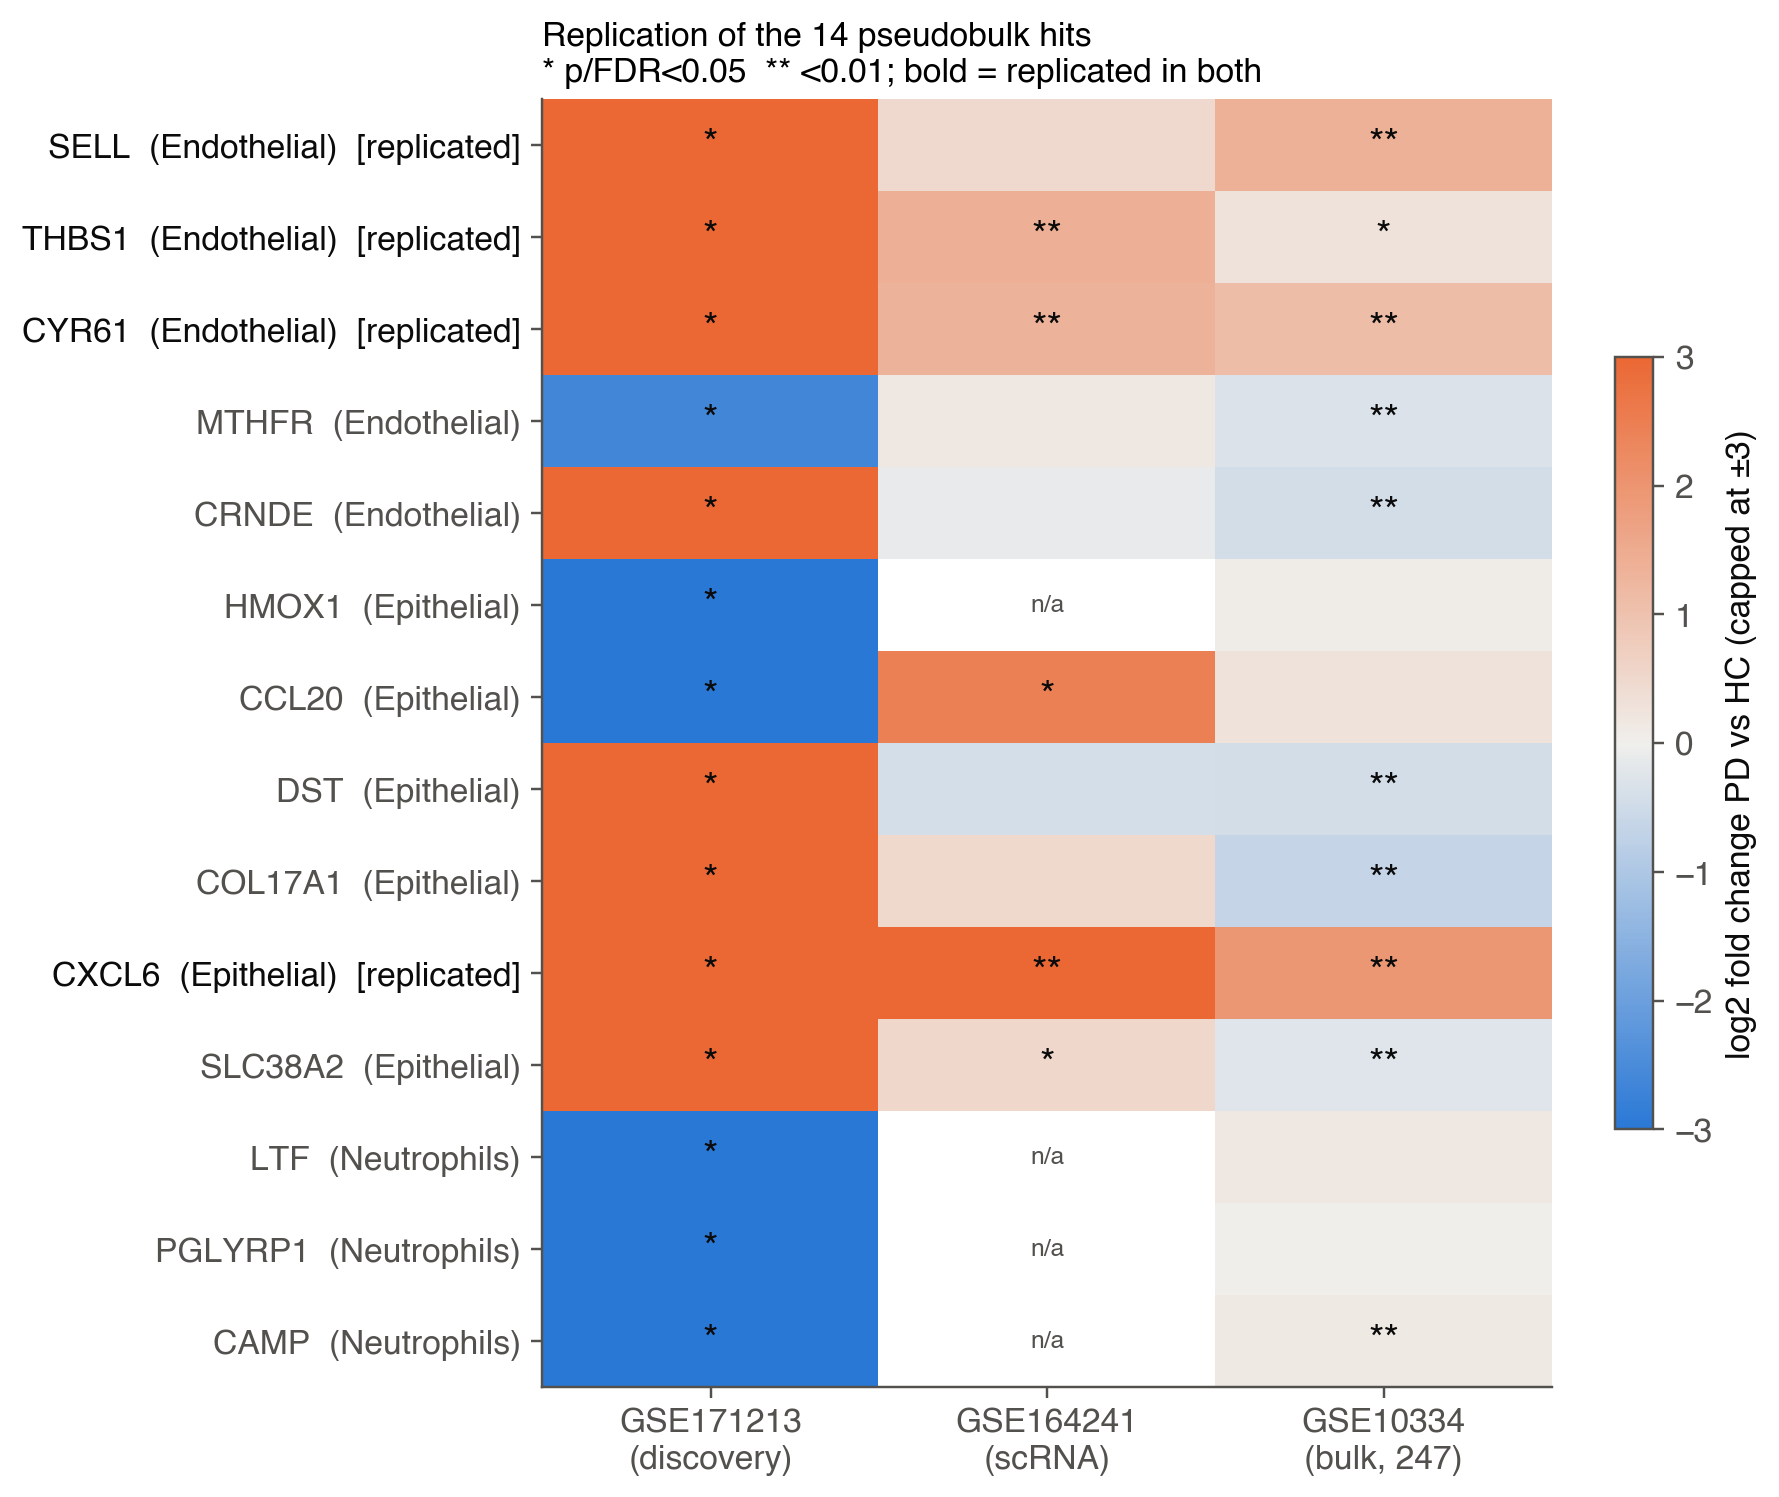 Replication of the 14 pseudobulk hits
* p/FDR<0.05  ** <0.01; bold = replicated in both
SELL (Endothelial) [replicated] * **
THBS1 (Endothelial) [replicated] * ** *
CYR61 (Endothelial) [replicated] * ** **
MTHFR (Endothelial) * **
CRNDE (Endothelial) * **
HMOX1 (Epithelial) * n/a
CCL20 (Epithelial) * *
DST (Epithelial) * **
COL17A1 (Epithelial) * **
CXCL6 (Epithelial) [replicated] * ** **
SLC38A2 (Epithelial) * * **
LTF (Neutrophils) * n/a
PGLYRP1 (Neutrophils) * n/a
CAMP (Neutrophils) * n/a **
GSE171213
(discovery)
GSE164241
(scRNA)
GSE10334
(bulk, 247)
3
2
1
0
−1
−2
−3
log2 fold change PD vs HC (capped at ±3)